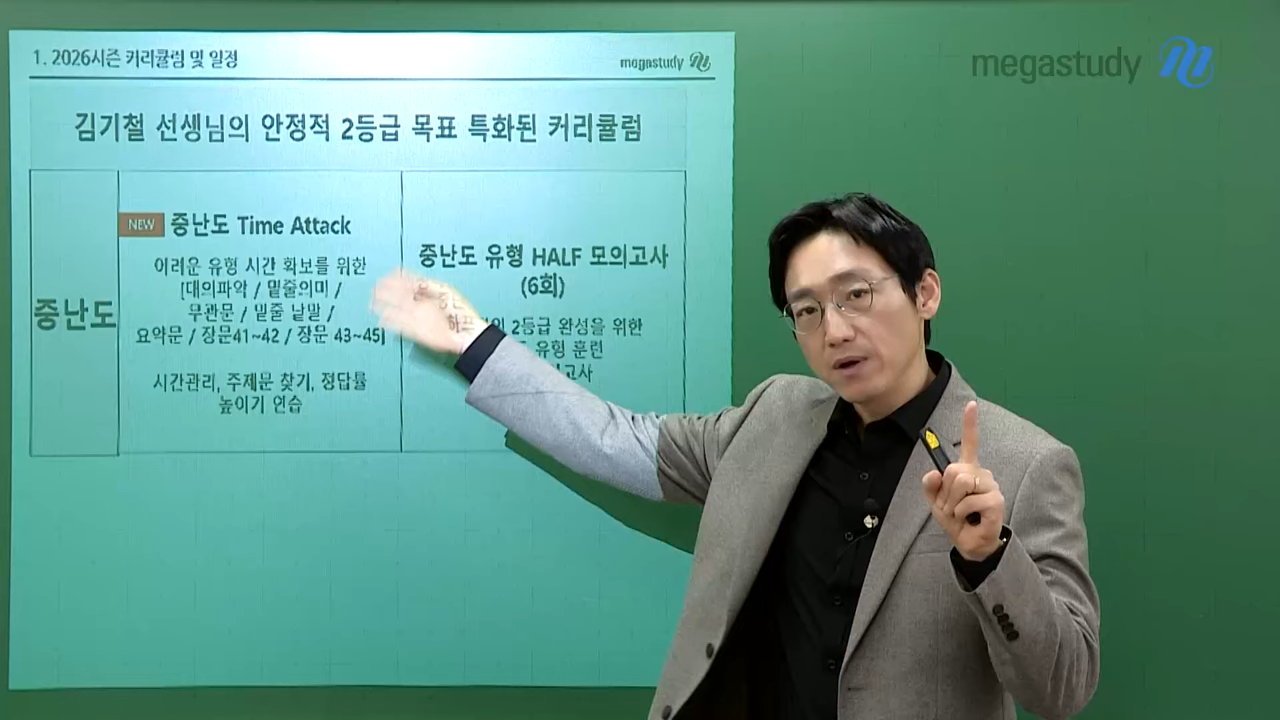 1. 2026시즌 커리큘럼 및 일정
megastudy
megastudy
김기철 선생님의 안정적 2등급 목표 특화된 커리큘럼
중난도
NEW 중난도 Time Attack
어려운 유형 시간 확보를 위한
[대의파악 / 밑줄의미 /
무관문 / 밑줄 낱말 /
요약문 / 장문41~42 / 장문 43~45]
시간관리, 주제문 찾기, 정답률
높이기 연습
중난도 유형 HALF 모의고사
(6회)
2등급 완성을 위한
유형 훈련